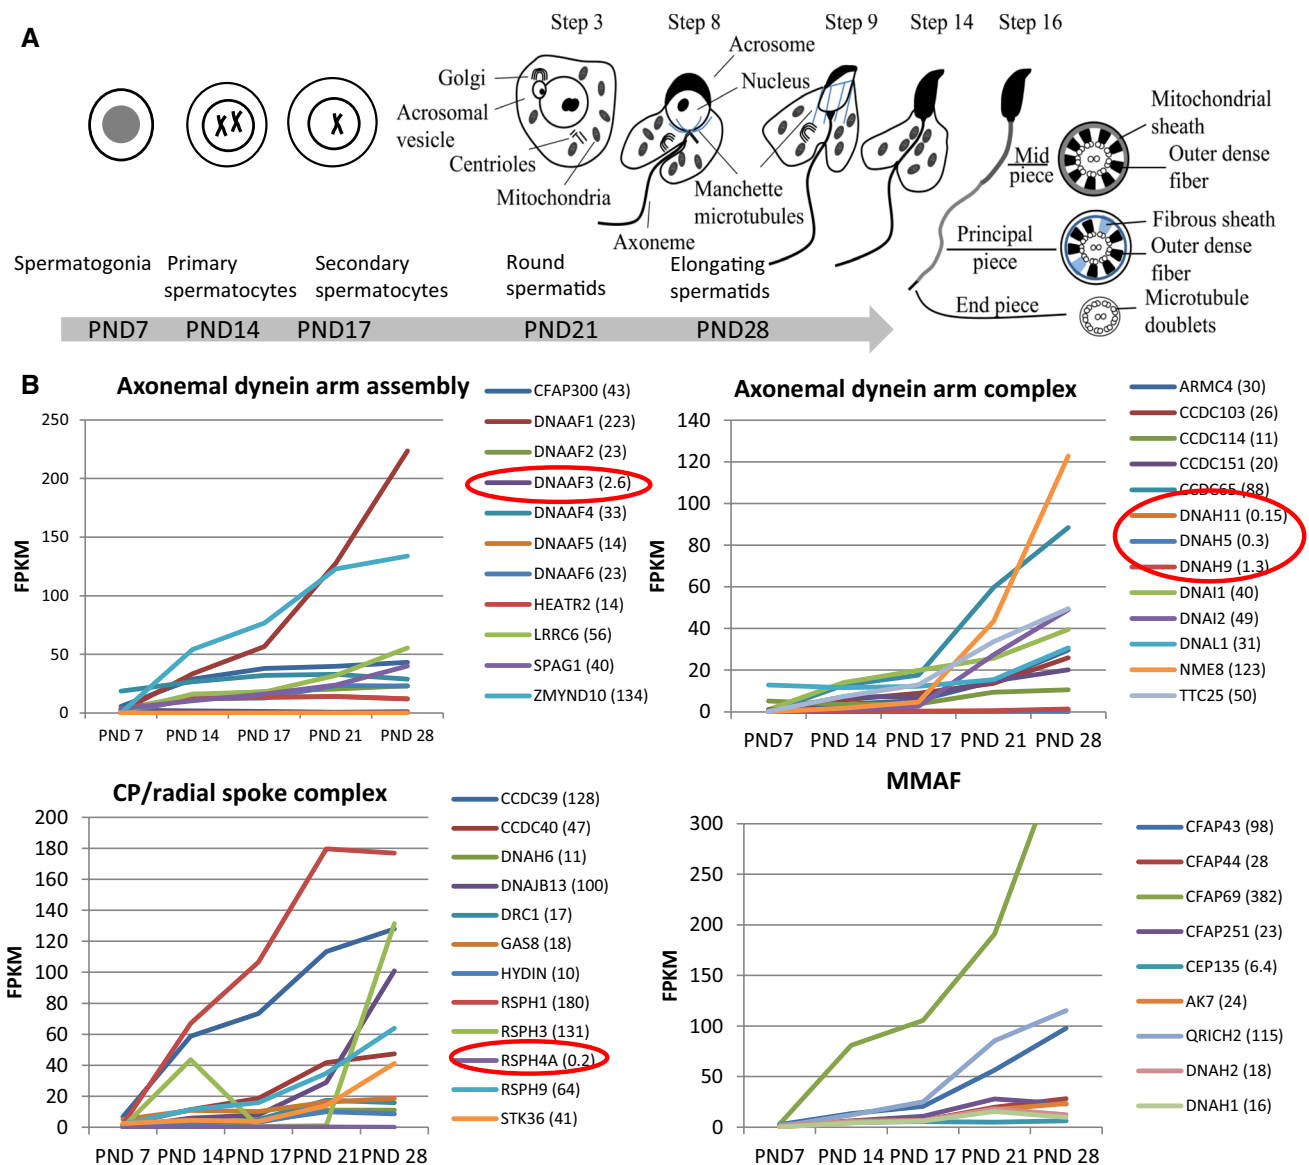 A
Step 3
Step 8
Step 9
Step 14
Step 16
Golgi
Acrosomal
vesicle
Centrioles
Mitochondria
Acrosome
Nucleus
Manchette
microtubules
Axoneme
Mid
piece
Principal
piece
End piece
Mitochondrial
sheath
Outer dense
fiber
Fibrous sheath
Outer dense
fiber
Microtubule
doublets
Spermatogonia
Primary
spermatocytes
Secondary
spermatocytes
Round
spermatids
Elongating
spermatids
PND7 PND14 PND17 PND21 PND28
B
Axonemal dynein arm assembly
FPKM
250
200
150
100
50
0
PND 7 PND 14 PND 17 PND 21 PND 28
CFAP300 (43)
DNAAF1 (223)
DNAAF2 (23)
DNAAF3 (2.6)
DNAAF4 (33)
DNAAF5 (14)
DNAAF6 (23)
HEATR2 (14)
LRRC6 (56)
SPAG1 (40)
ZMYND10 (134)
Axonemal dynein arm complex
FPKM
140
120
100
80
60
40
20
0
PND7 PND 14 PND 17 PND 21 PND 28
ARMC4 (30)
CCDC103 (26)
CCDC114 (11)
CCDC151 (20)
CCDC65 (88)
DNAH11 (0.15)
DNAH5 (0.3)
DNAH9 (1.3)
DNAI1 (40)
DNAI2 (49)
DNAL1 (31)
NME8 (123)
TTC25 (50)
CP/radial spoke complex
FPKM
200
180
160
140
120
100
80
60
40
20
0
PND 7 PND 14 PND 17 PND 21 PND 28
CCDC39 (128)
CCDC40 (47)
DNAH6 (11)
DNAJB13 (100)
DRC1 (17)
GAS8 (18)
HYDIN (10)
RSPH1 (180)
RSPH3 (131)
RSPH4A (0.2)
RSPH9 (64)
STK36 (41)
MMAF
FPKM
300
250
200
150
100
50
0
PND7 PND 14 PND 17 PND 21 PND 28
CFAP43 (98)
CFAP44 (28
CFAP69 (382)
CFAP251 (23)
CEP135 (6.4)
AK7 (24)
QRICH2 (115)
DNAH2 (18)
DNAH1 (16)